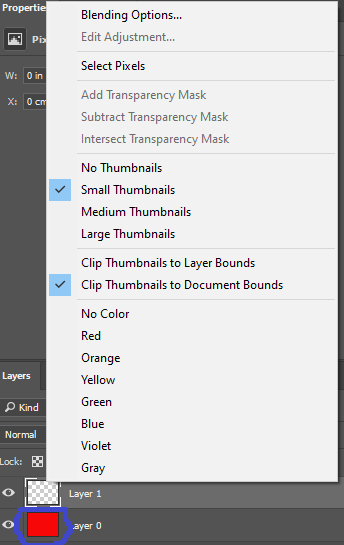 Properties
Blending Options...
Edit Adjustment...
Pix
Select Pixels
W: 0 in
Add Transparency Mask
X: 0 cm
Subtract Transparency Mask
Intersect Transparency Mask
No Thumbnails
Small Thumbnails
Medium Thumbnails
Large Thumbnails
Clip Thumbnails to Layer Bounds
Clip Thumbnails to Document Bounds
No Color
Red
Orange
Yellow
Green
Blue
Violet
Gray
Layers
Kind
Normal
Lock:
Layer 1
Layer 0